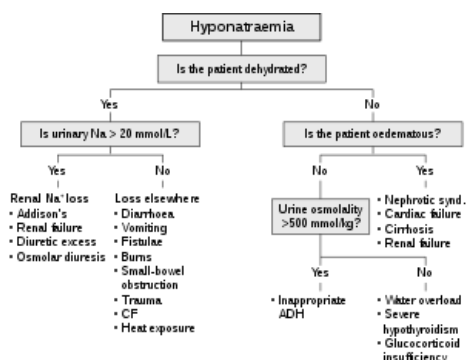 Hyponatraemia
Is the patient dehydrated?
Yes
No
Is urinary Na > 20 mmol/L?
Is the patient oedematous?
Yes
No
No
Yes
Renal Na⁺ loss
• Addison's
• Renal failure
• Diuretic excess
• Osmolar diuresis
Loss elsewhere
• Diarrhoea
• Vomiting
• Fistulae
• Burns
• Small-bowel
obstruction
• Trauma
• CF
• Heat exposure
Urine osmolality
>500 mmol/kg?
• Nephrotic synd.
• Cardiac failure
• Cirrhosis
• Renal failure
Yes
No
• Inappropriate
ADH
• Water overload
• Severe
hypothyroidism
• Glucocorticoid
insufficiency